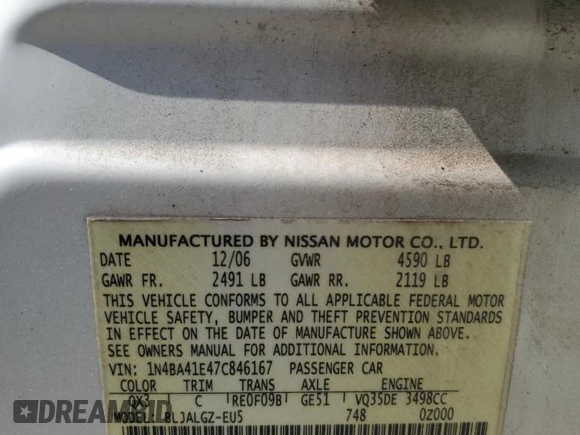 MANUFACTURED BY NISSAN MOTOR CO., LTD.
DATE 12/06 GVWR 4590 LB
GAWR FR. 2491 LB GAWR RR. 2119 LB
THIS VEHICLE CONFORMS TO ALL APPLICABLE FEDERAL MOTOR
VEHICLE SAFETY, BUMPER AND THEFT PREVENTION STANDARDS
IN EFFECT ON THE DATE OF MANUFACTURE SHOWN ABOVE.
SEE OWNERS MANUAL FOR ADDITIONAL INFORMATION.
VIN: 1N4BA41E47C846167 PASSENGER CAR
COLOR TRIM TRANS AXLE ENGINE
QX3 C RE0F09B GE51 VQ35DE 3498CC
MODEL: BLJALGZ-EU5 748 0Z000
DREAMBID